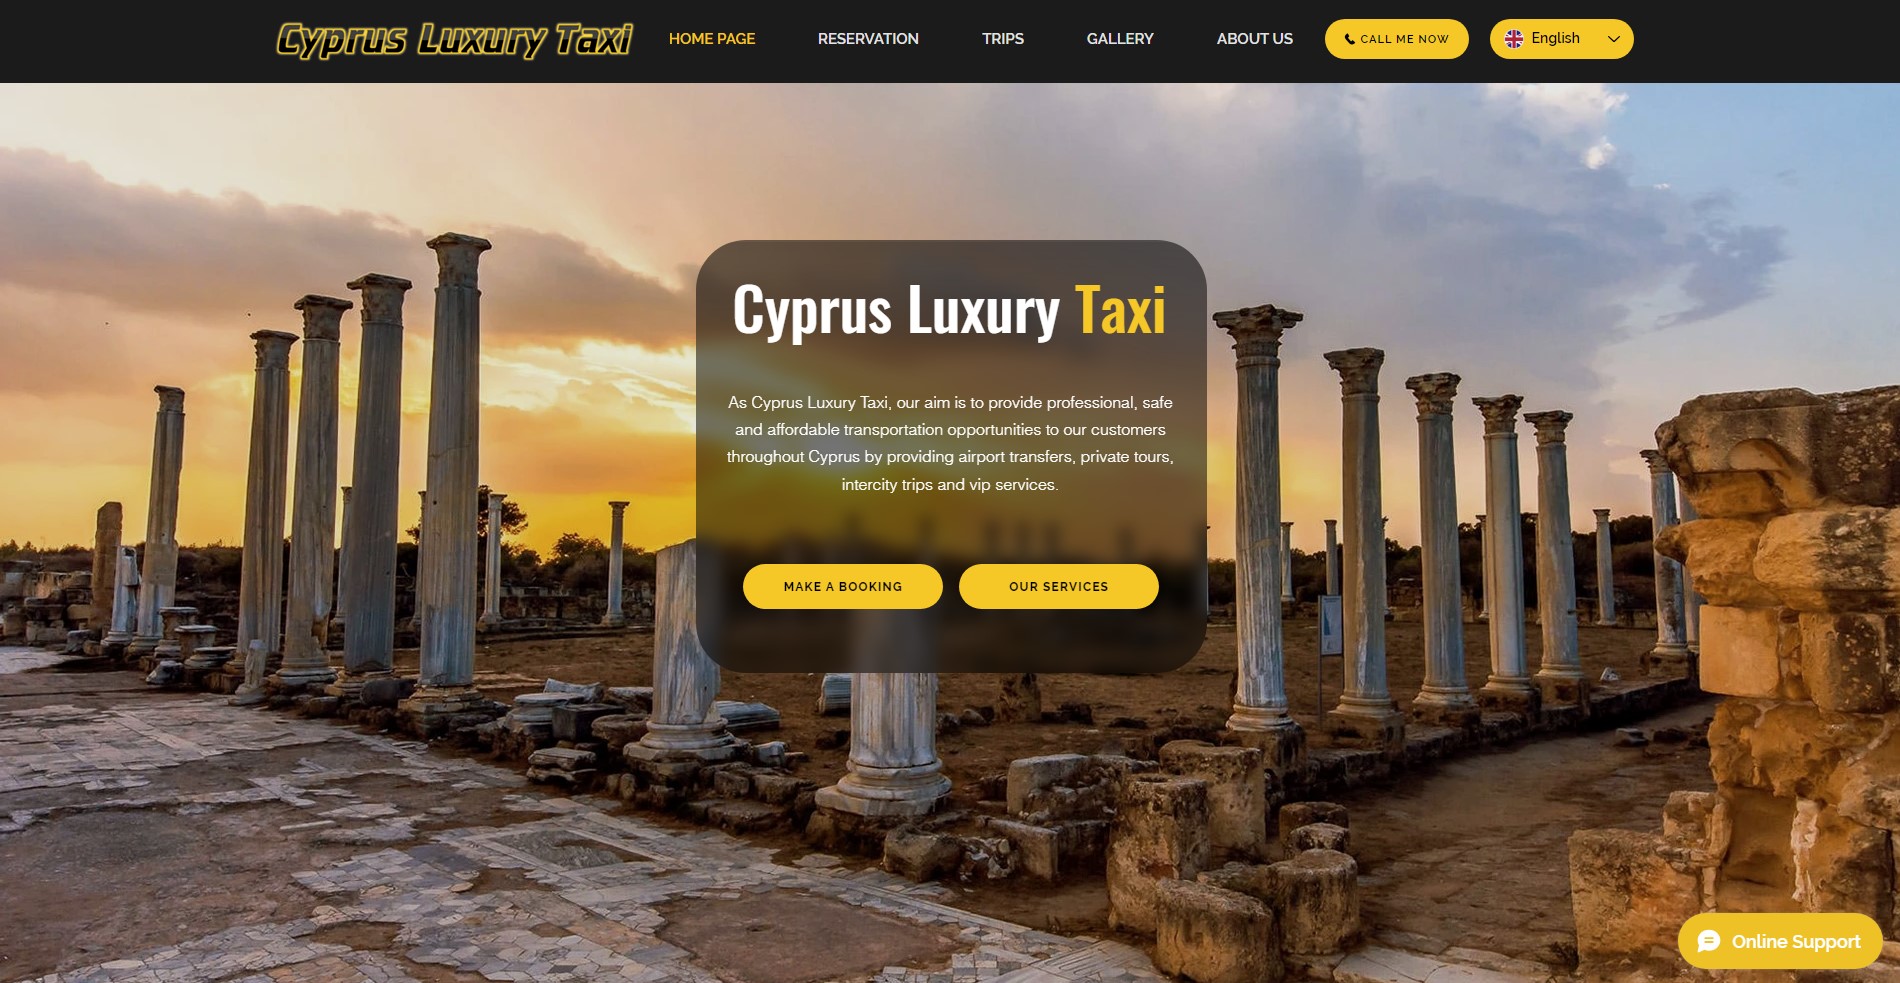 Cyprus Luxury Taxi
HOME PAGE
RESERVATION
TRIPS
GALLERY
ABOUT US
CALL ME NOW
English
Cyprus Luxury Taxi
As Cyprus Luxury Taxi, our aim is to provide professional, safe
and affordable transportation opportunities to our customers
throughout Cyprus by providing airport transfers, private tours,
intercity trips and vip services.
MAKE A BOOKING
OUR SERVICES
Online Support